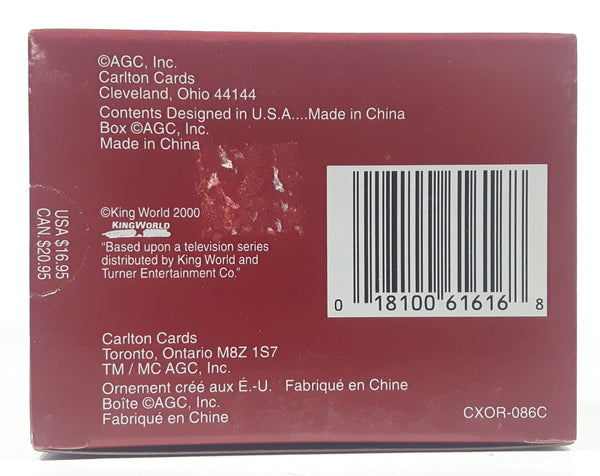 ©AGC, Inc.
Carlton Cards
Cleveland, Ohio 44144
Contents Designed in U.S.A....Made in China
Box ©AGC, Inc.
Made in China
©King World 2000
KINGWORLD
"Based upon a television series
distributed by King World and
Turner Entertainment Co."
USA $16.95
CAN. $20.95
0 18100 61616 8
Carlton Cards
Toronto, Ontario M8Z 1S7
TM / MC AGC, Inc.
Ornement créé aux É.-U. Fabriqué en Chine
Boîte ©AGC, Inc.
Fabriqué en Chine
CXOR-086C